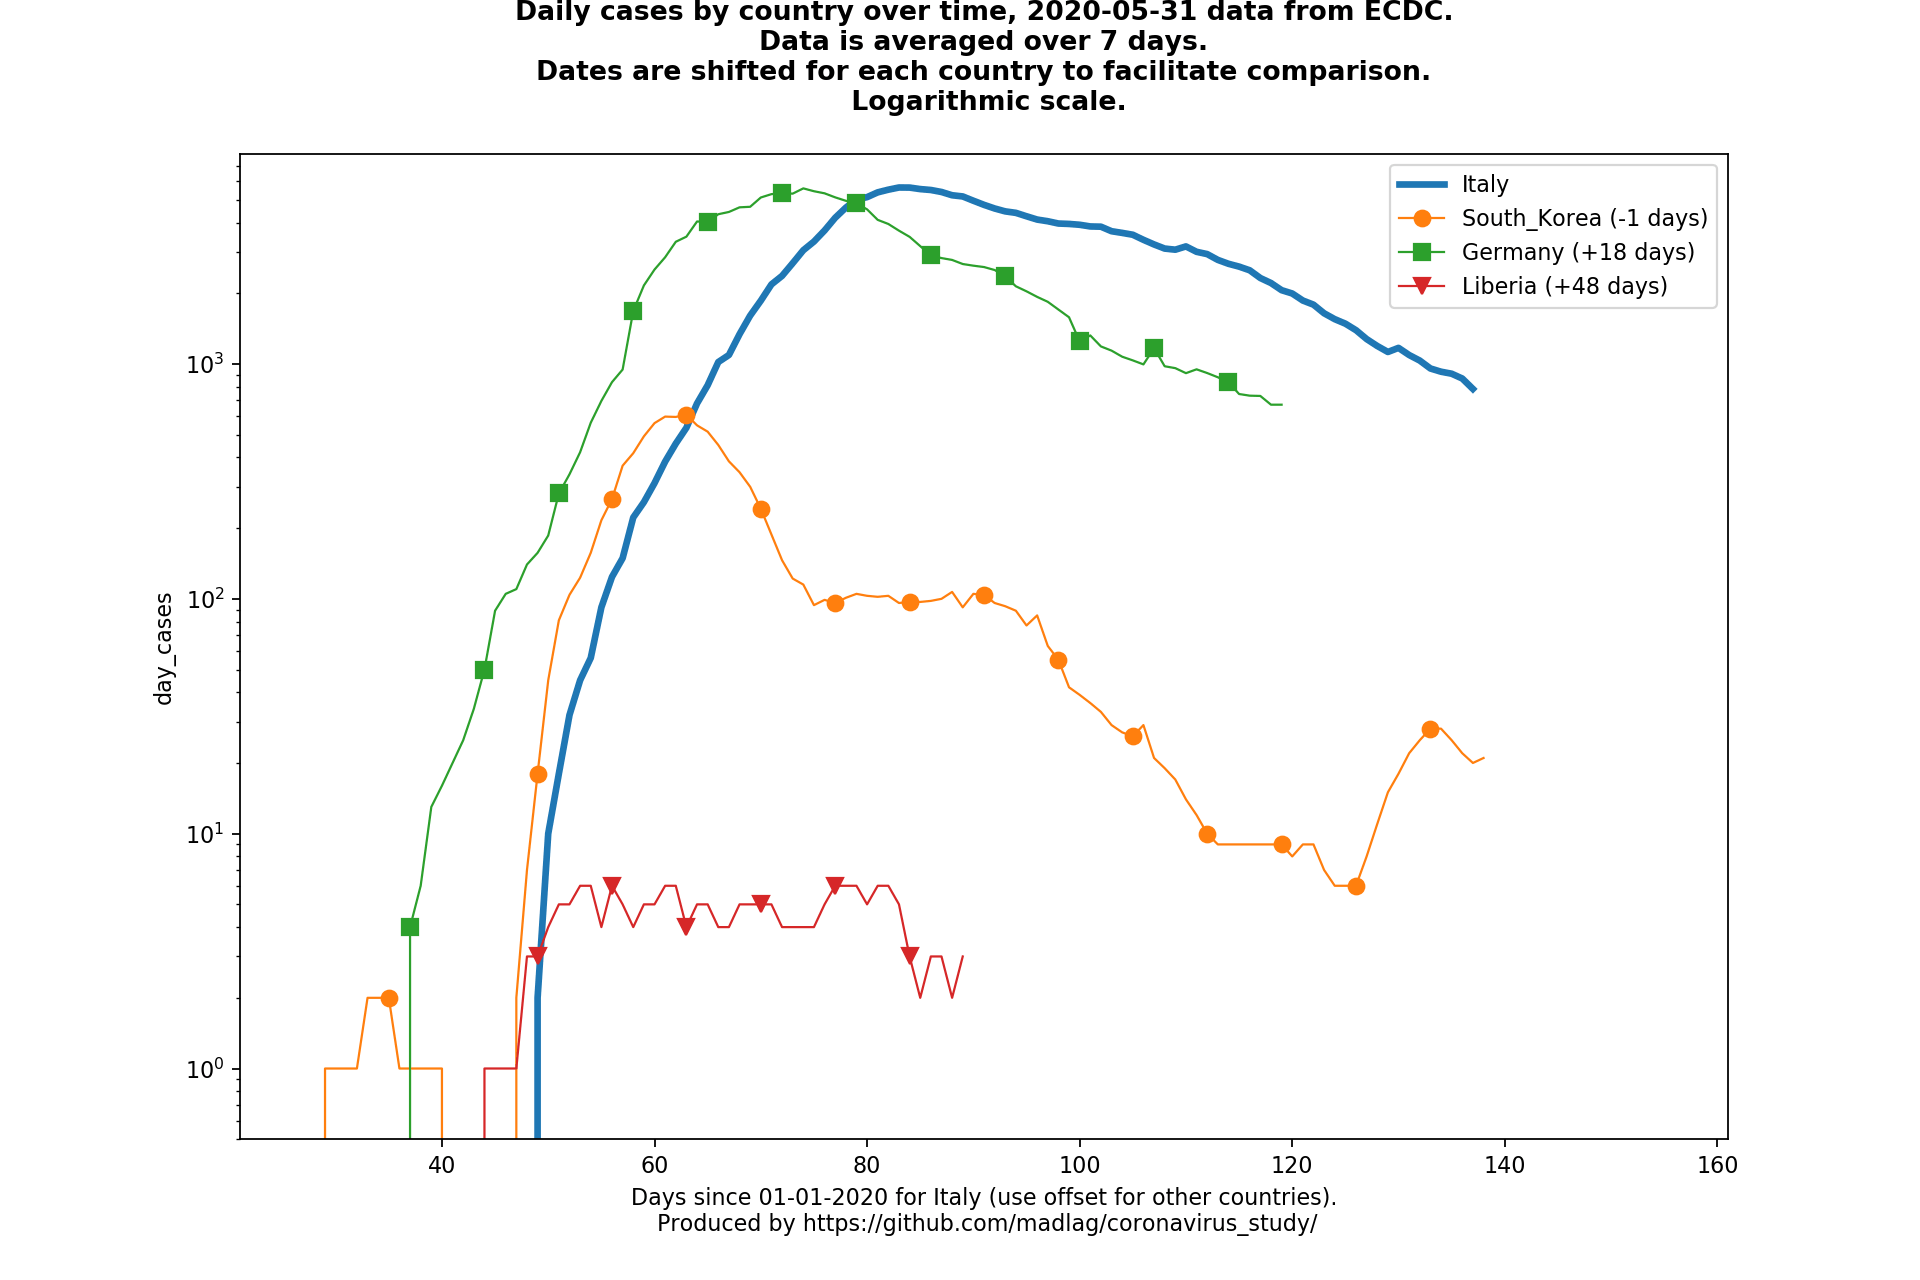 Daily cases by country over time, 2020-05-31 data from ECDC.
Data is averaged over 7 days.
Dates are shifted for each country to facilitate comparison.
Logarithmic scale.
Italy
South_Korea (-1 days)
Germany (+18 days)
Liberia (+48 days)
10³
10²
10¹
10⁰
day_cases
40 60 80 100 120 140 160
Days since 01-01-2020 for Italy (use offset for other countries).
Produced by https://github.com/madlag/coronavirus_study/